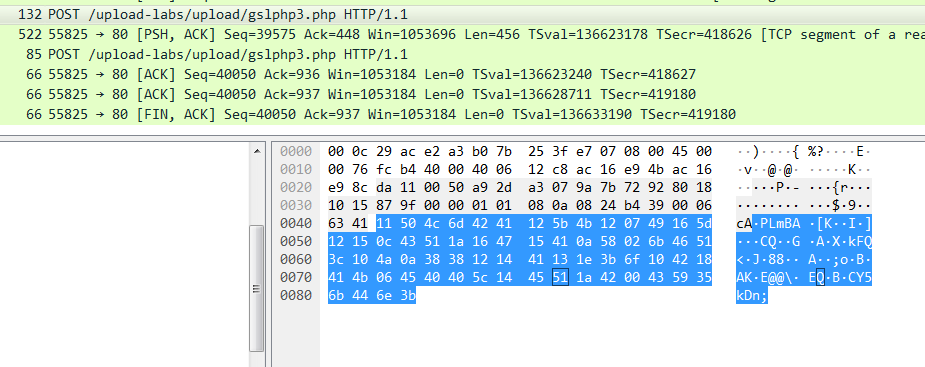 132 POST /upload-labs/upload/gslphp3.php HTTP/1.1
522 55825 → 80 [PSH, ACK] Seq=39575 Ack=448 Win=1053696 Len=456 TSval=136623178 TSecr=418626 [TCP segment of a rea
85 POST /upload-labs/upload/gslphp3.php HTTP/1.1
66 55825 → 80 [ACK] Seq=40050 Ack=936 Win=1053184 Len=0 TSval=136623240 TSecr=418627
66 55825 → 80 [ACK] Seq=40050 Ack=937 Win=1053184 Len=0 TSval=136628711 TSecr=419180
66 55825 → 80 [FIN, ACK] Seq=40050 Ack=937 Win=1053184 Len=0 TSval=136633190 TSecr=419180
0000 00 0c 29 ac e2 a3 b0 7b 25 3f e7 07 08 00 45 00 ··)····{ %?····E·
0010 00 76 fc b4 40 00 40 06 12 c8 ac 16 e9 4b ac 16 ·v··@·@· ·····K··
0020 e9 8c da 11 00 50 a9 2d a3 07 9a 7b 72 92 80 18 ·····P·- ···{r···
0030 10 15 87 9f 00 00 01 01 08 0a 08 24 b4 39 00 06 ········ ···$·9··
0040 63 41 11 50 4c 6d 42 41 12 5b 4b 12 07 49 16 5d cA·PLmBA ·[K··I·]
0050 12 15 0c 43 51 1a 16 47 15 41 0a 58 02 6b 46 51 ···CQ··G ·A·X·kFQ
0060 3c 10 4a 0a 38 38 12 14 41 13 1e 3b 6f 10 42 18 <·J·88·· A··;o·B·
0070 41 4b 06 45 40 40 5c 14 45 51 1a 42 00 43 59 35 AK·E@@\· EQ·B·CY5
0080 6b 44 6e 3b kDn;